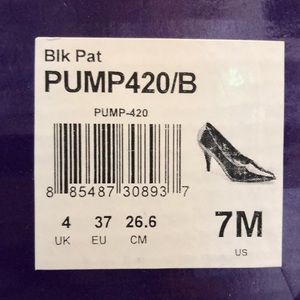 Blk Pat
PUMP420/B
PUMP-420
8 85487 30893 7
4 37 26.6 7M
UK EU CM US